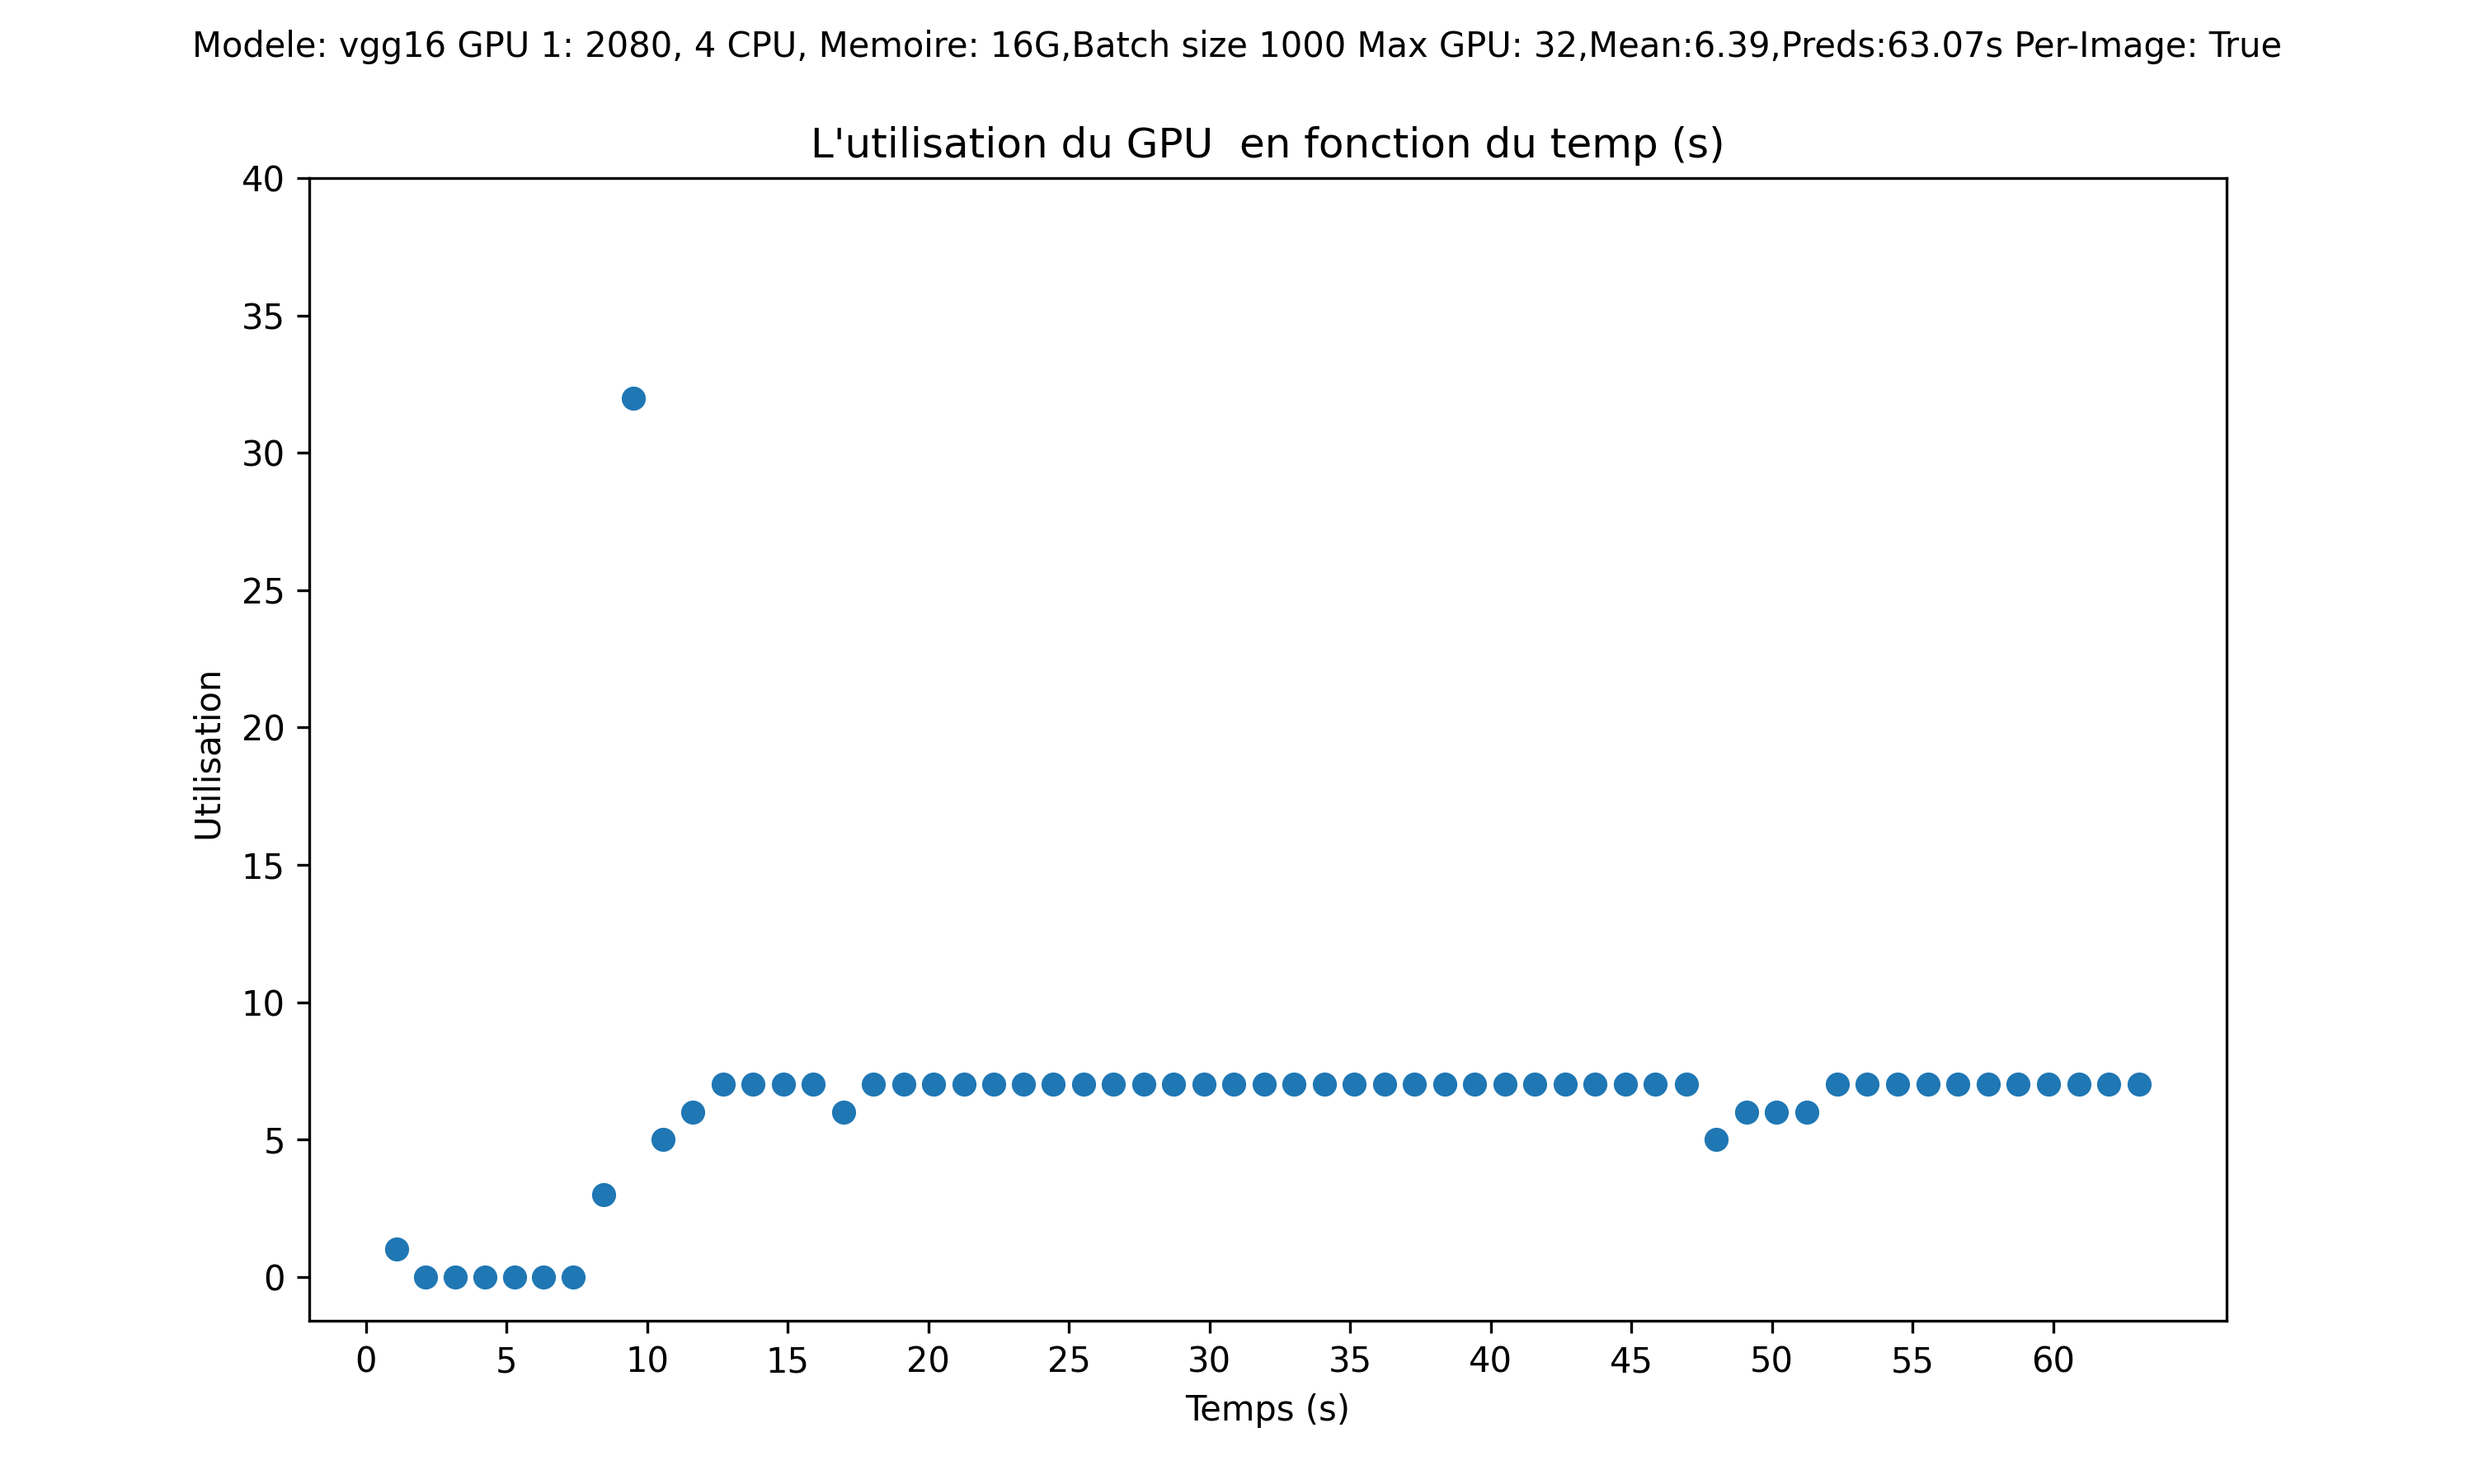 Modele: vgg16 GPU 1: 2080, 4 CPU, Memoire: 16G,Batch size 1000 Max GPU: 32,Mean:6.39,Preds:63.07s Per-Image: True
L'utilisation du GPU  en fonction du temp (s)
40
35
30
25
20
15
10
5
0
Utilisation
0 5 10 15 20 25 30 35 40 45 50 55 60
Temps (s)